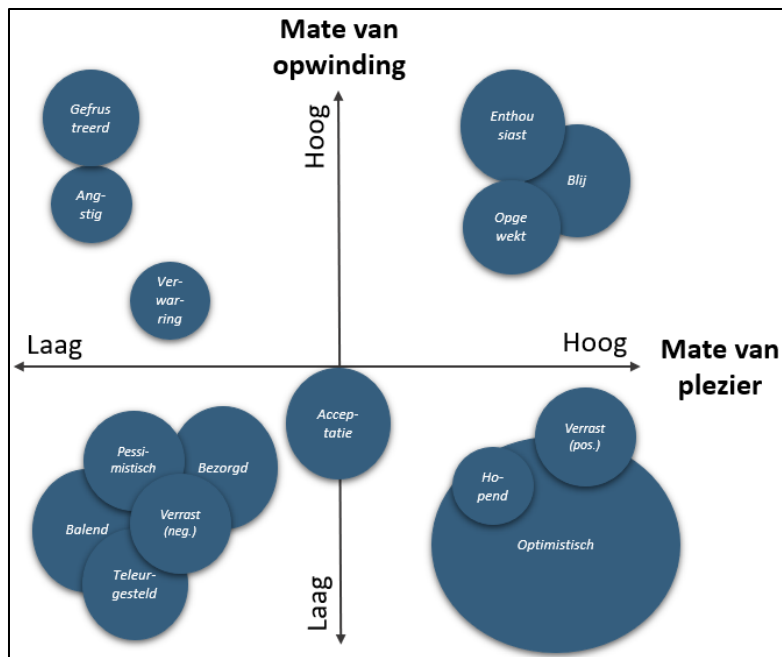 Mate van
opwinding
Hoog
Gefrus
treerd
Ang-
stig
Ver-
war-
ring
Enthou
siast
Blij
Opge
wekt
Laag
Hoog
Mate van
plezier
Accep-
tatie
Pessi-
mistisch
Bezorgd
Balend
Verrast
(neg.)
Teleur-
gesteld
Verrast
(pos.)
Ho-
pend
Optimistisch
Laag